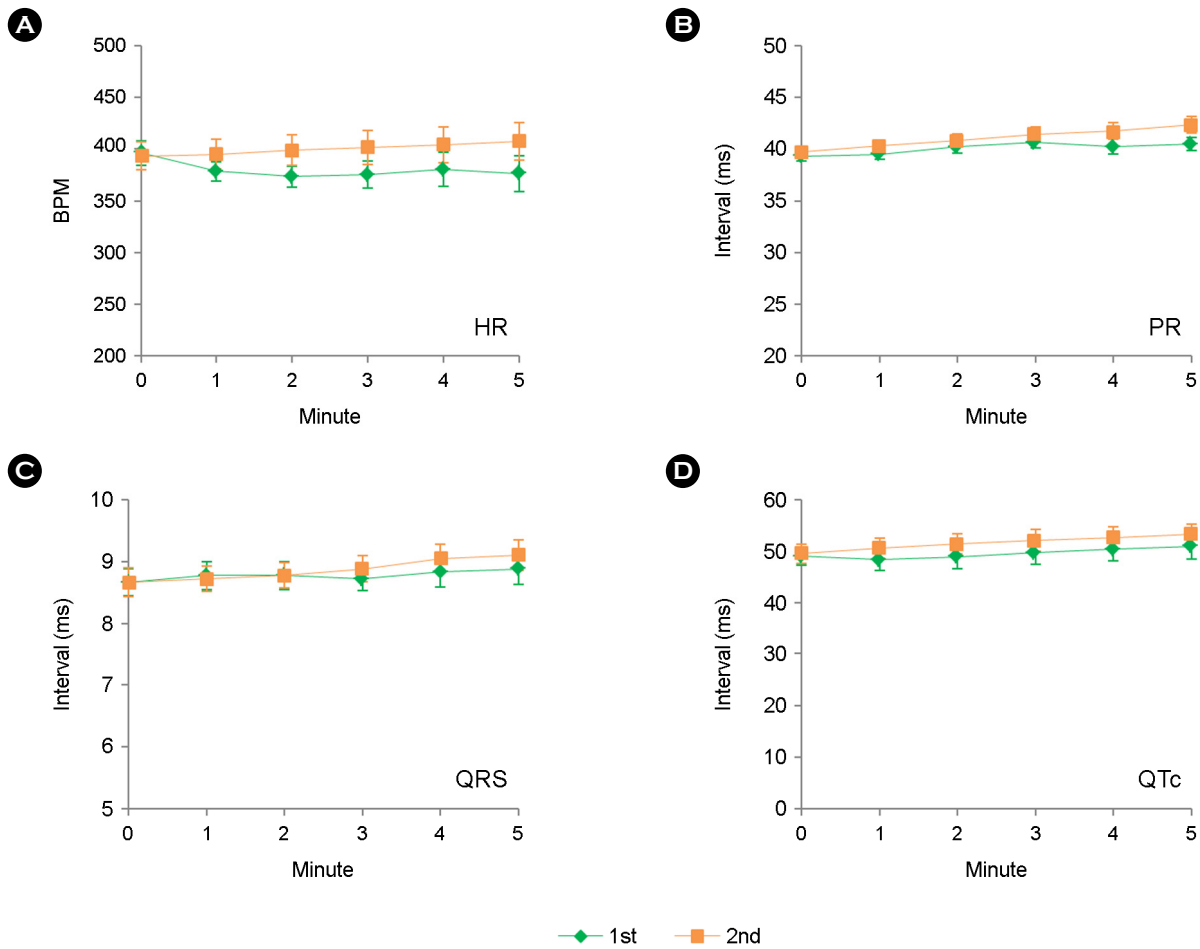 A
500
450
400
350
300
250
200
BPM
0 1 2 3 4 5
Minute
HR
B
50
45
40
35
30
25
20
Interval (ms)
0 1 2 3 4 5
Minute
PR
C
10
9
8
7
6
5
Interval (ms)
0 1 2 3 4 5
Minute
QRS
D
60
50
40
30
20
10
0
Interval (ms)
0 1 2 3 4 5
Minute
QTc
1st 2nd